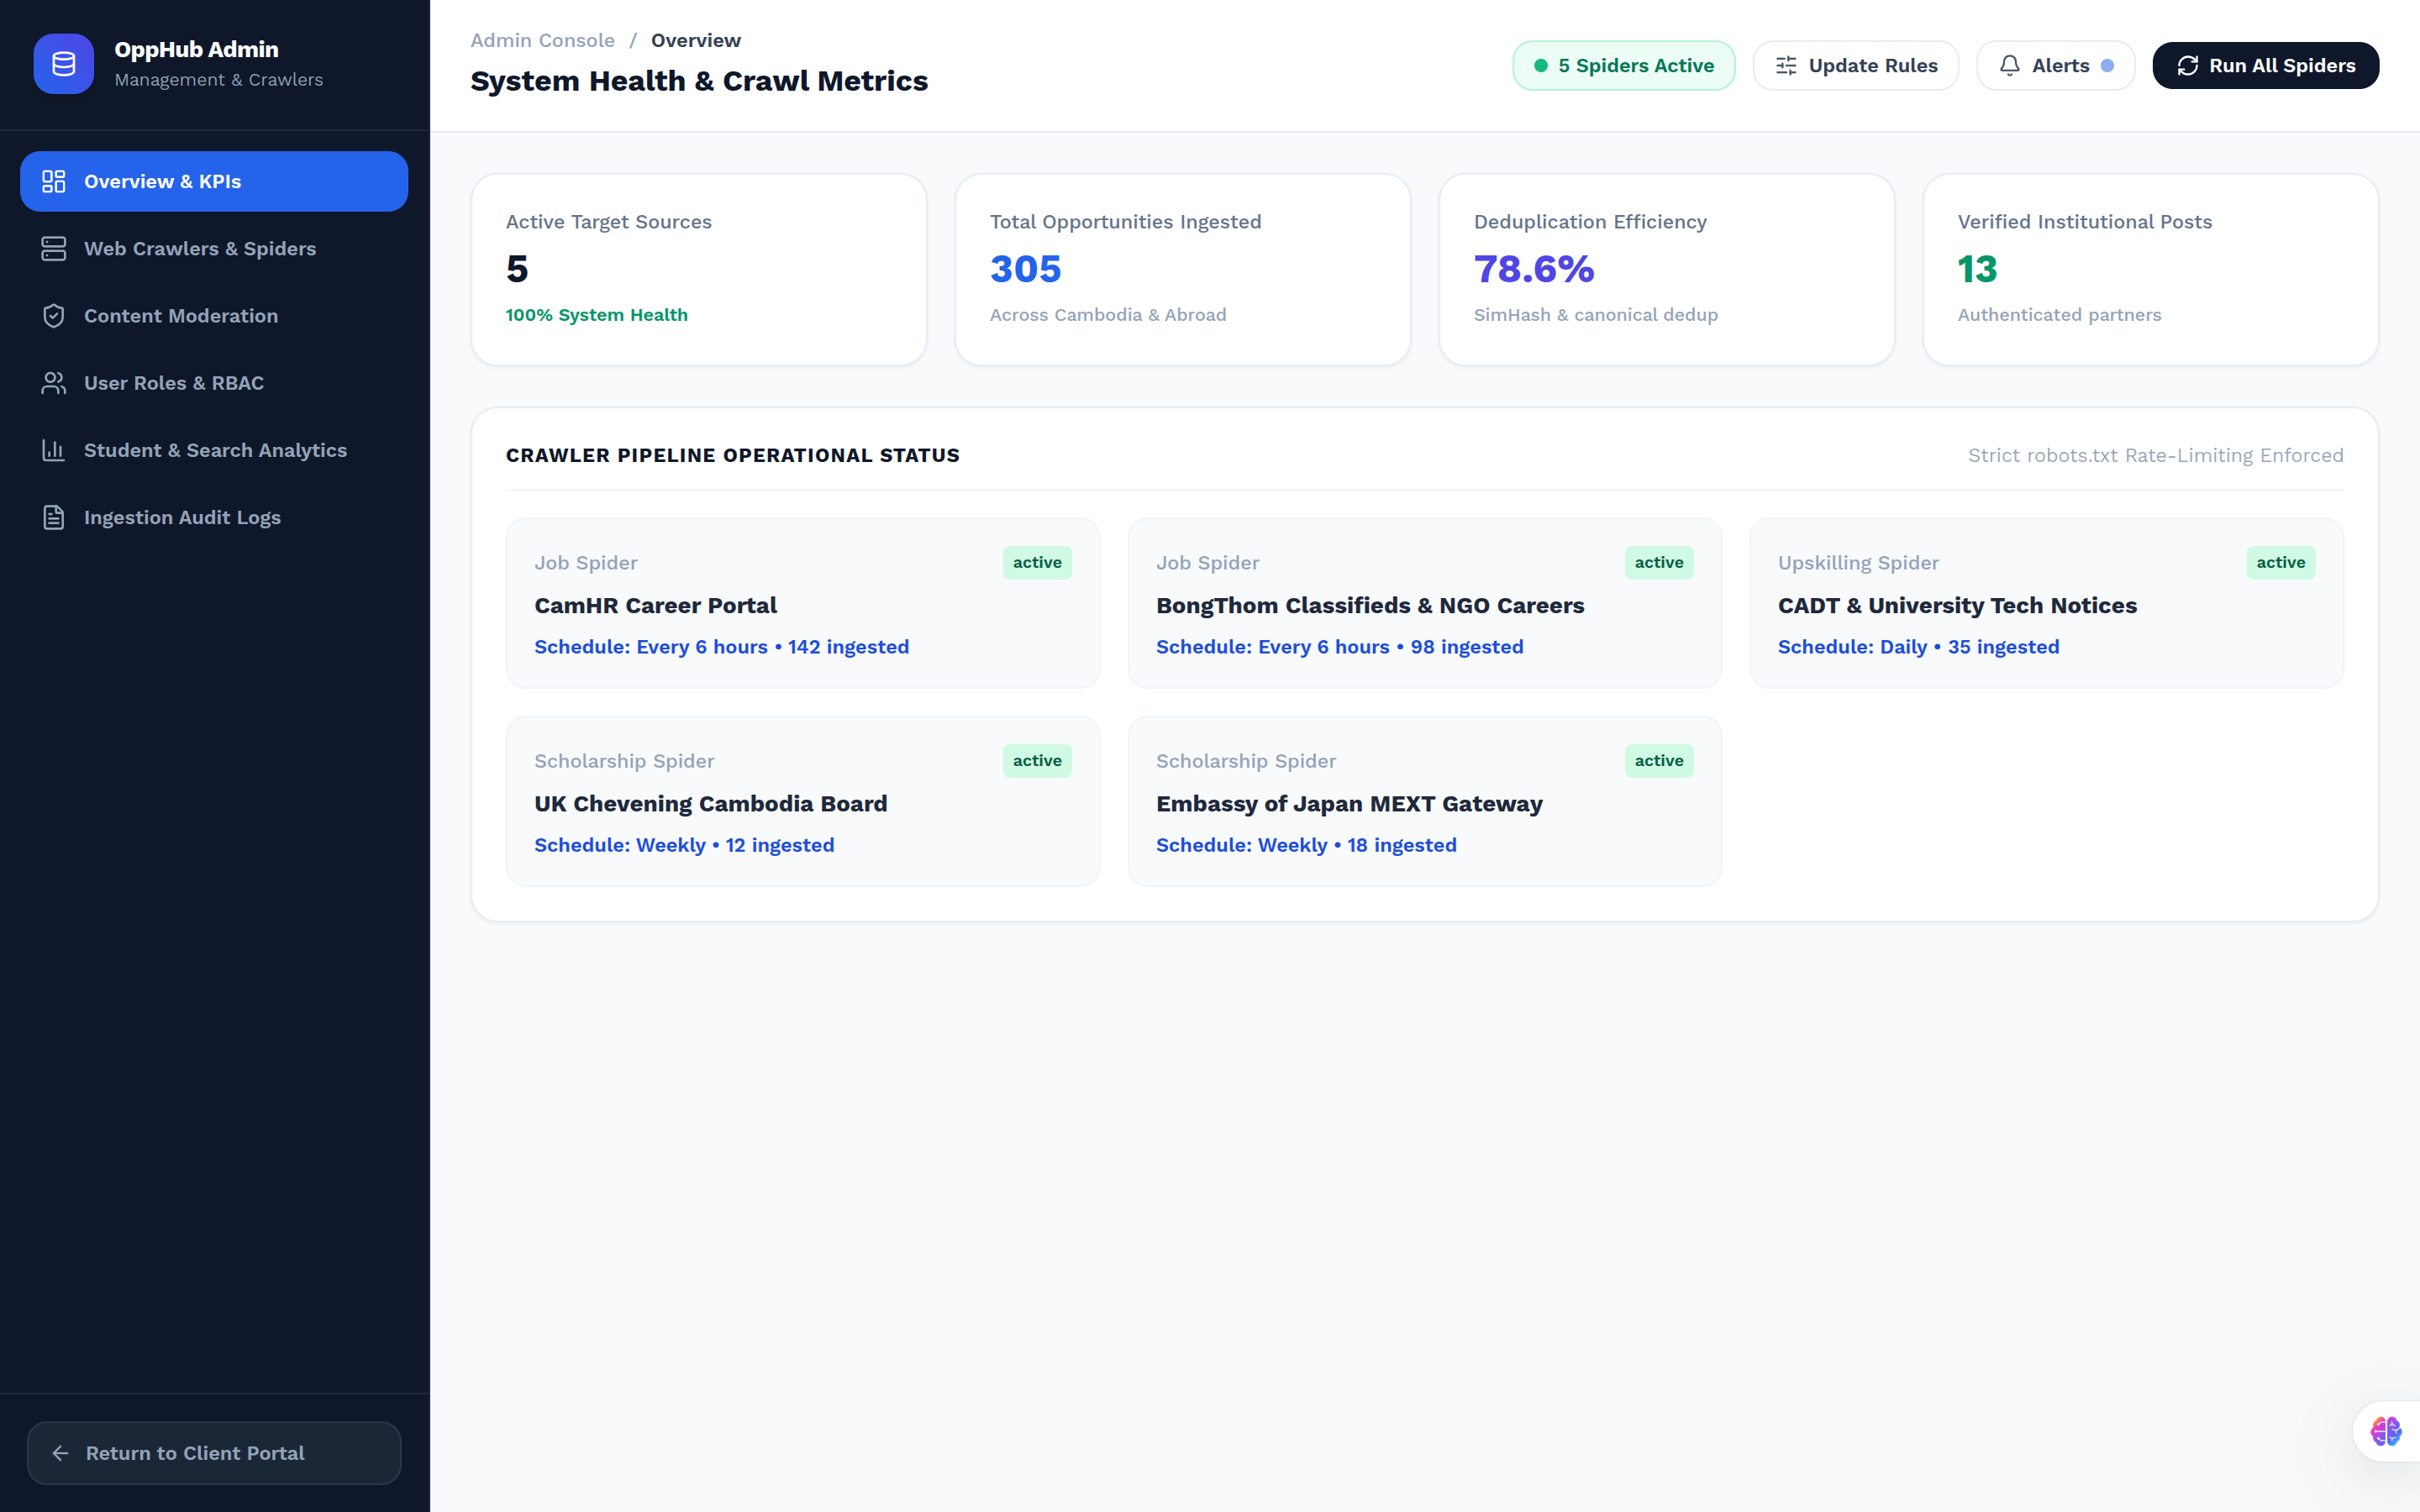 OppHub Admin
Management & Crawlers
Overview & KPIs
Web Crawlers & Spiders
Content Moderation
User Roles & RBAC
Student & Search Analytics
Ingestion Audit Logs
Return to Client Portal
Admin Console / Overview
System Health & Crawl Metrics
5 Spiders Active
Update Rules
Alerts
Run All Spiders
Active Target Sources
5
100% System Health
Total Opportunities Ingested
305
Across Cambodia & Abroad
Deduplication Efficiency
78.6%
SimHash & canonical dedup
Verified Institutional Posts
13
Authenticated partners
CRAWLER PIPELINE OPERATIONAL STATUS
Strict robots.txt Rate-Limiting Enforced
Job Spider
active
CamHR Career Portal
Schedule: Every 6 hours • 142 ingested
Job Spider
active
BongThom Classifieds & NGO Careers
Schedule: Every 6 hours • 98 ingested
Upskilling Spider
active
CADT & University Tech Notices
Schedule: Daily • 35 ingested
Scholarship Spider
active
UK Chevening Cambodia Board
Schedule: Weekly • 12 ingested
Scholarship Spider
active
Embassy of Japan MEXT Gateway
Schedule: Weekly • 18 ingested